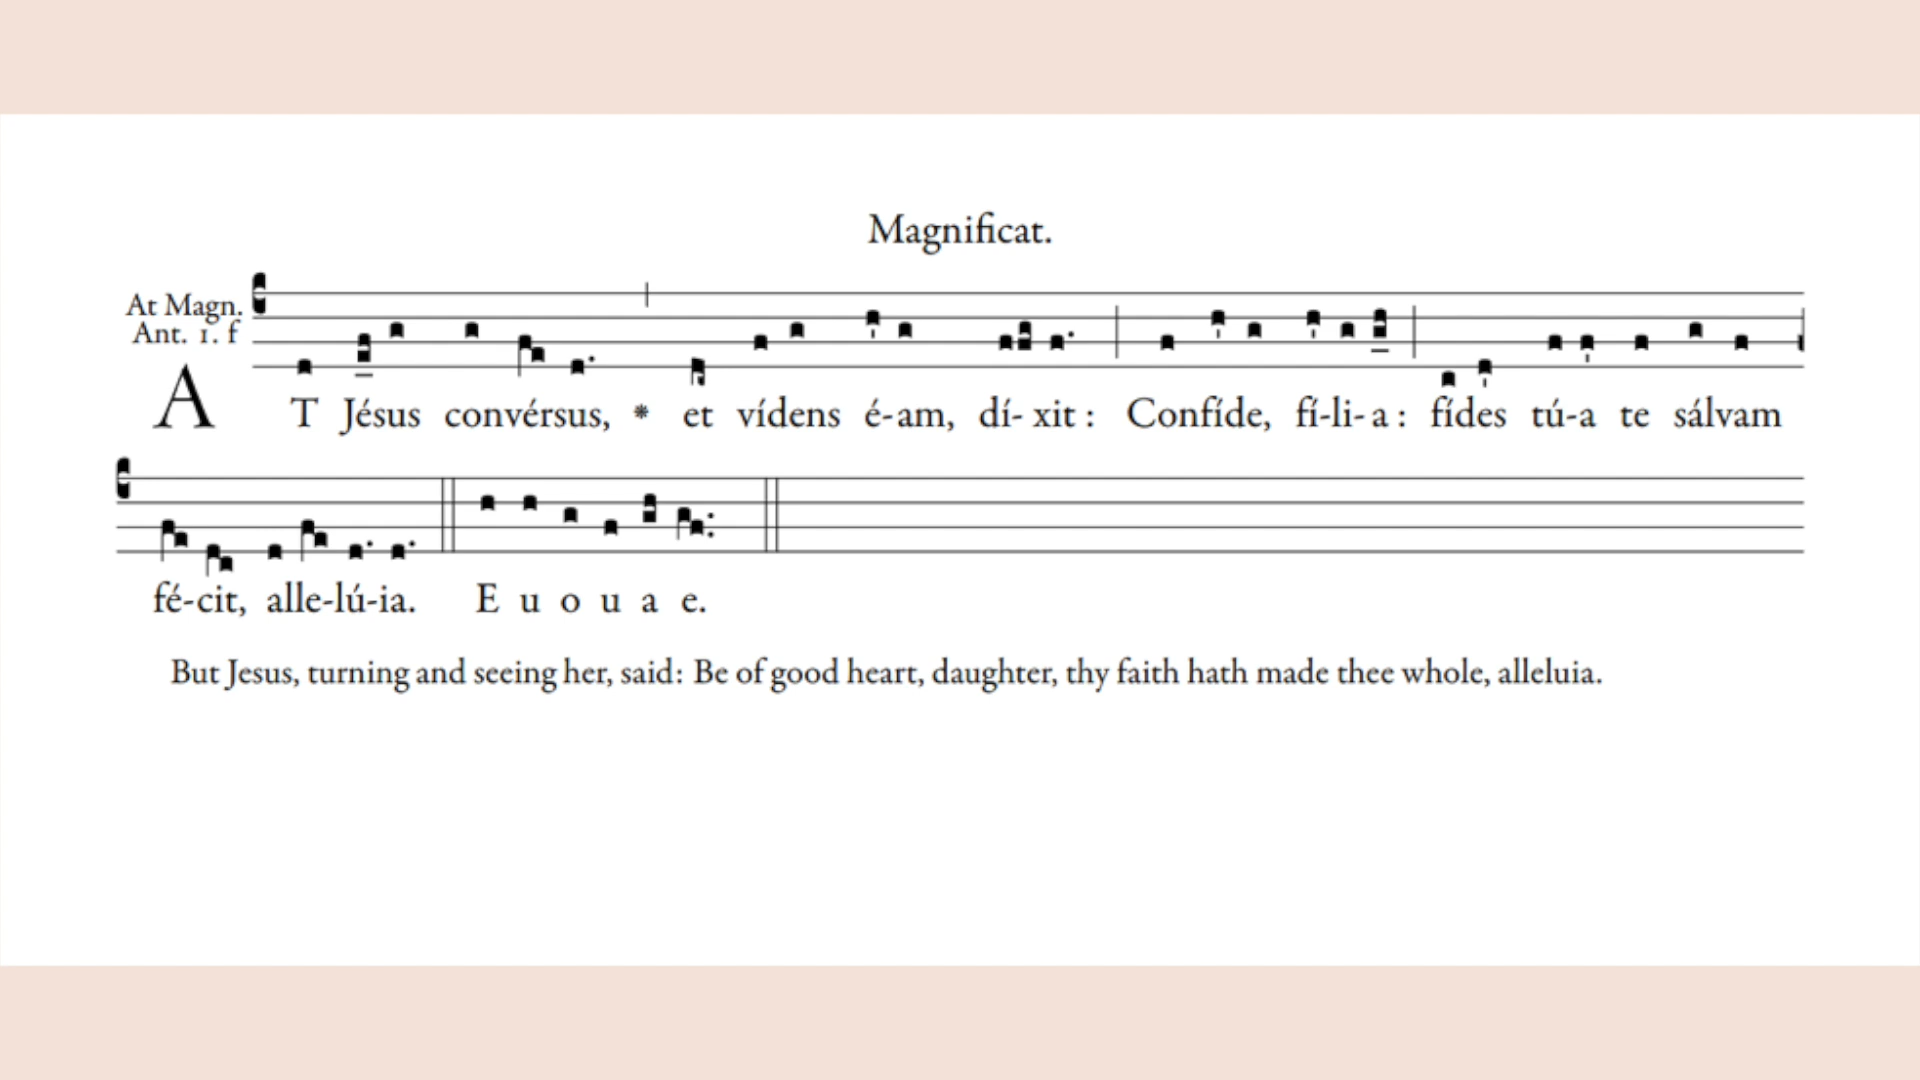 Magnificat.
At Magn.
Ant. 1. f
AT Jésus convérsus, * et vídens é-am, dí-xit : Confíde, fí-li-a : fídes tú-a te sálvam
fé-cit, alle-lú-ia. E u o u a e.
But Jesus, turning and seeing her, said: Be of good heart, daughter, thy faith hath made thee whole, alleluia.